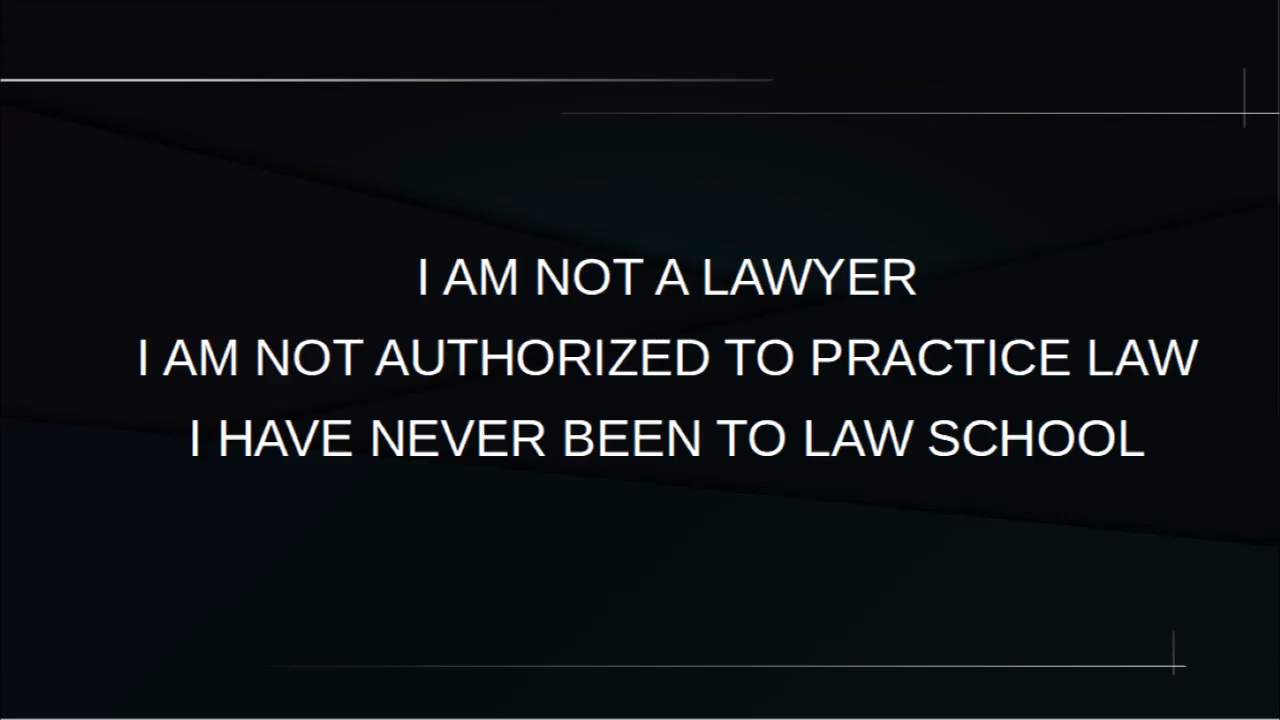 I AM NOT A LAWYER
I AM NOT AUTHORIZED TO PRACTICE LAW
I HAVE NEVER BEEN TO LAW SCHOOL